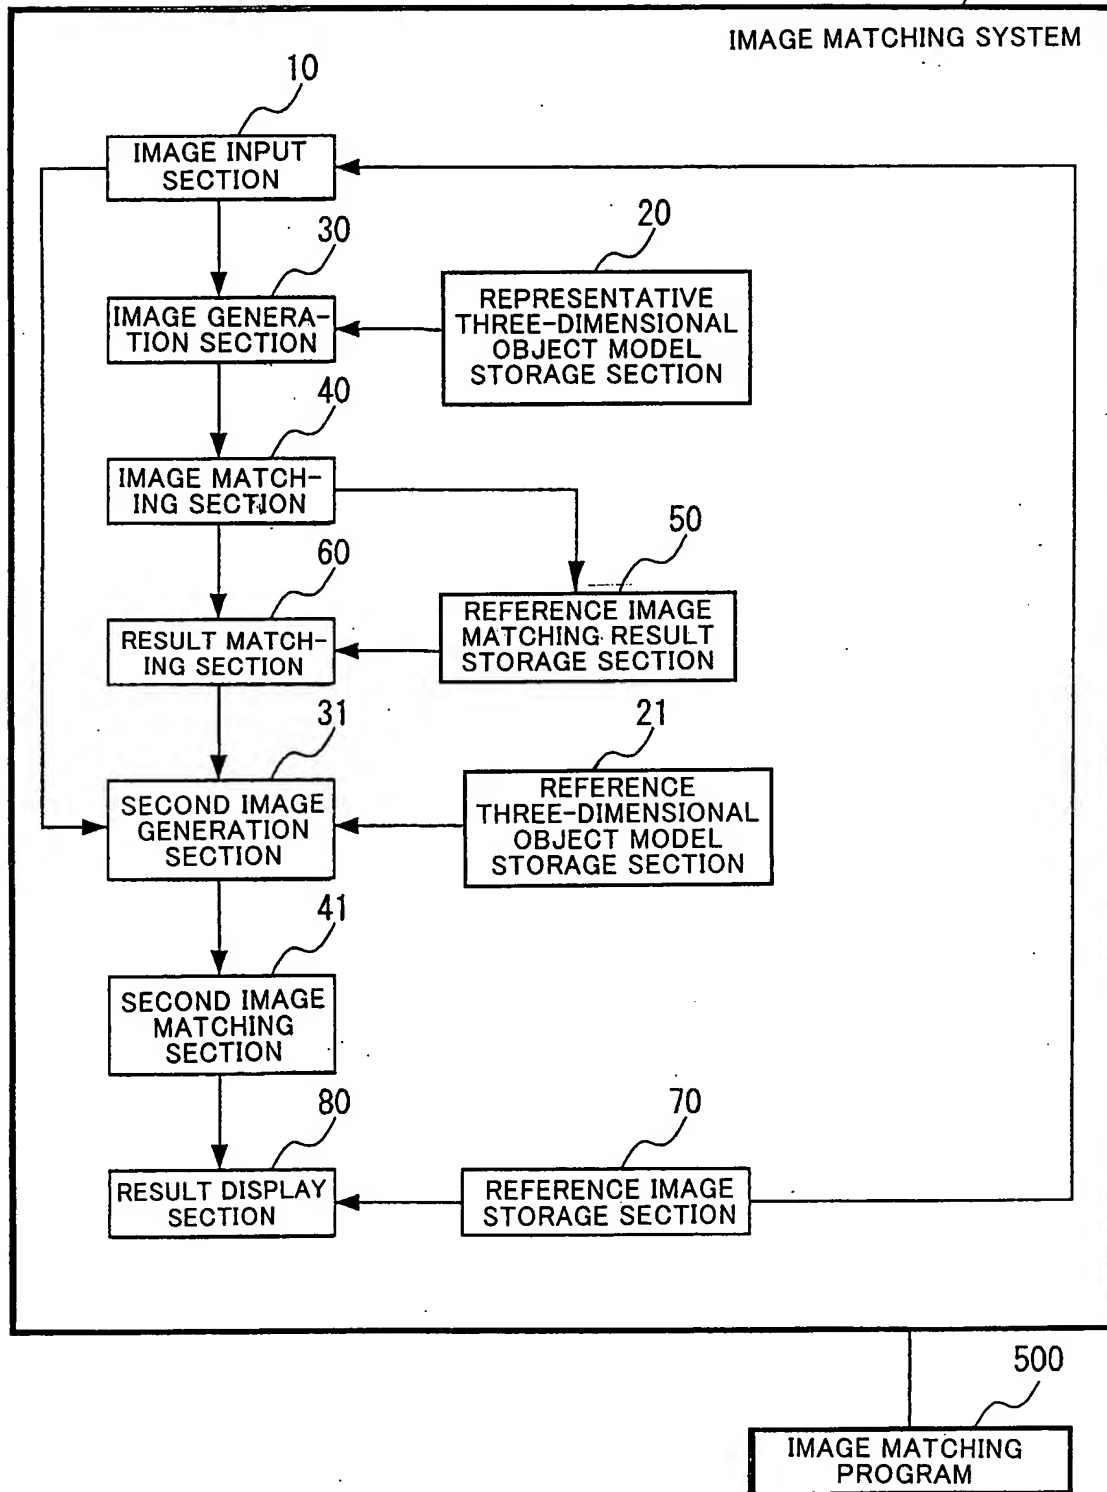 IMAGE MATCHING SYSTEM
10
IMAGE INPUT
SECTION
30
IMAGE GENERA-
TION SECTION
20
REPRESENTATIVE
THREE-DIMENSIONAL
OBJECT MODEL
STORAGE SECTION
40
IMAGE MATCH-
ING SECTION
50
REFERENCE IMAGE
MATCHING RESULT
STORAGE SECTION
60
RESULT MATCH-
ING SECTION
31
SECOND IMAGE
GENERATION
SECTION
21
REFERENCE
THREE-DIMENSIONAL
OBJECT MODEL
STORAGE SECTION
41
SECOND IMAGE
MATCHING
SECTION
80
RESULT DISPLAY
SECTION
70
REFERENCE IMAGE
STORAGE SECTION
500
IMAGE MATCHING
PROGRAM